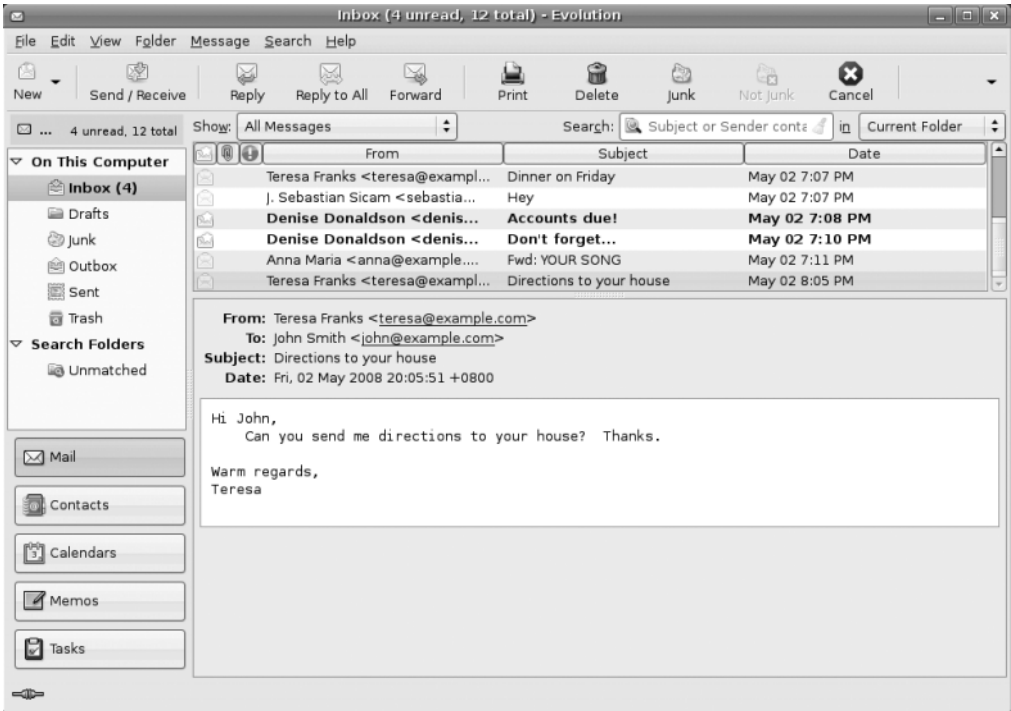 Inbox (4 unread, 12 total) - Evolution
File Edit View Folder Message Search Help
New Send / Receive Reply Reply to All Forward Print Delete Junk Not Junk Cancel
... 4 unread, 12 total Show: All Messages Search: Subject or Sender conta in Current Folder
On This Computer
Inbox (4)
Drafts
Junk
Outbox
Sent
Trash
Search Folders
Unmatched
Mail
Contacts
Calendars
Memos
Tasks
From Subject Date
Teresa Franks <teresa@exampl... Dinner on Friday May 02 7:07 PM
J. Sebastian Sicam <sebastia... Hey May 02 7:07 PM
Denise Donaldson <denis... Accounts due! May 02 7:08 PM
Denise Donaldson <denis... Don't forget... May 02 7:10 PM
Anna Maria <anna@example.... Fwd: YOUR SONG May 02 7:11 PM
Teresa Franks <teresa@exampl... Directions to your house May 02 8:05 PM
From: Teresa Franks <teresa@example.com>
To: John Smith <john@example.com>
Subject: Directions to your house
Date: Fri, 02 May 2008 20:05:51 +0800
Hi John,
Can you send me directions to your house? Thanks.
Warm regards,
Teresa